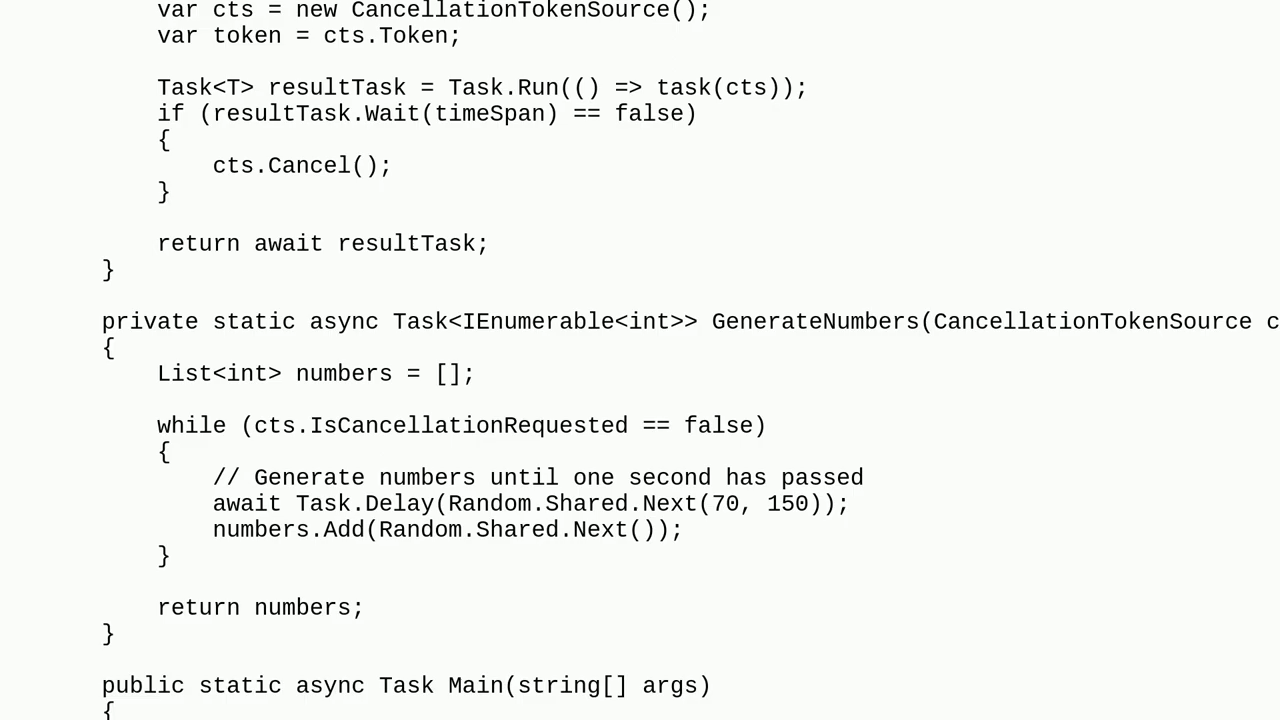 var cts = new CancellationTokenSource();
var token = cts.Token;
Task<T> resultTask = Task.Run(() => task(cts));
if (resultTask.Wait(timeSpan) == false)
{
cts.Cancel();
}
return await resultTask;
}
private static async Task<IEnumerable<int>> GenerateNumbers(CancellationTokenSource c
{
List<int> numbers = [];
while (cts.IsCancellationRequested == false)
{
// Generate numbers until one second has passed
await Task.Delay(Random.Shared.Next(70, 150));
numbers.Add(Random.Shared.Next());
}
return numbers;
}
public static async Task Main(string[] args)
{